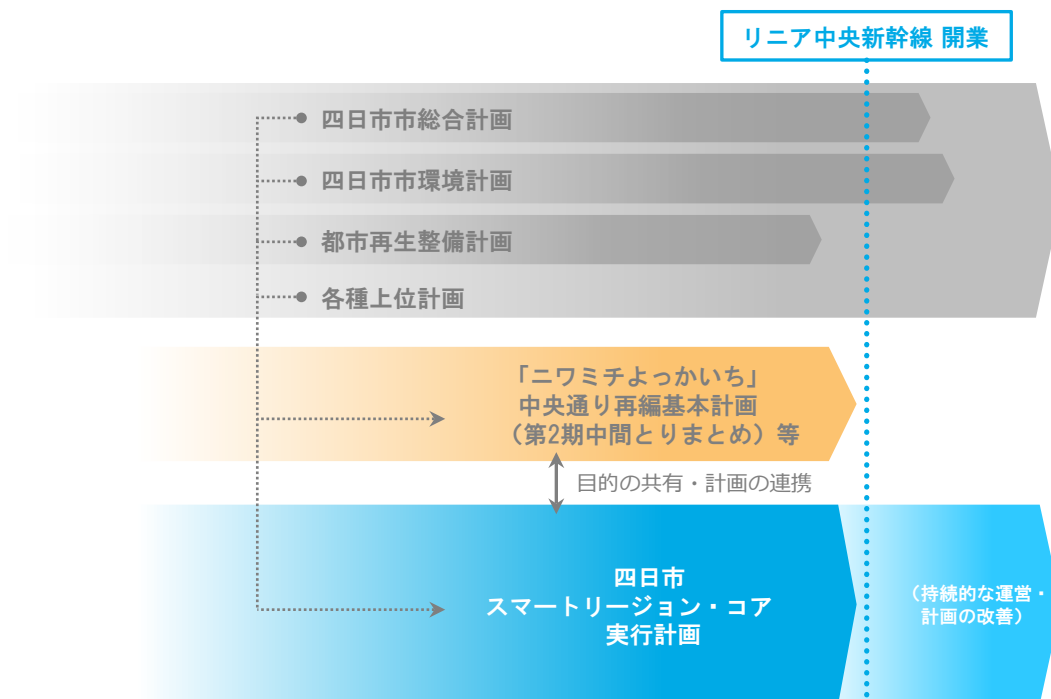 リニア中央新幹線 開業
四日市市総合計画
四日市市環境計画
都市再生整備計画
各種上位計画
「ニワミチよっかいち」
中央通り再編基本計画
（第2期中間とりまとめ）等
目的の共有・計画の連携
四日市
スマートリージョン・コア
実行計画
（持続的な運営・
計画の改善）